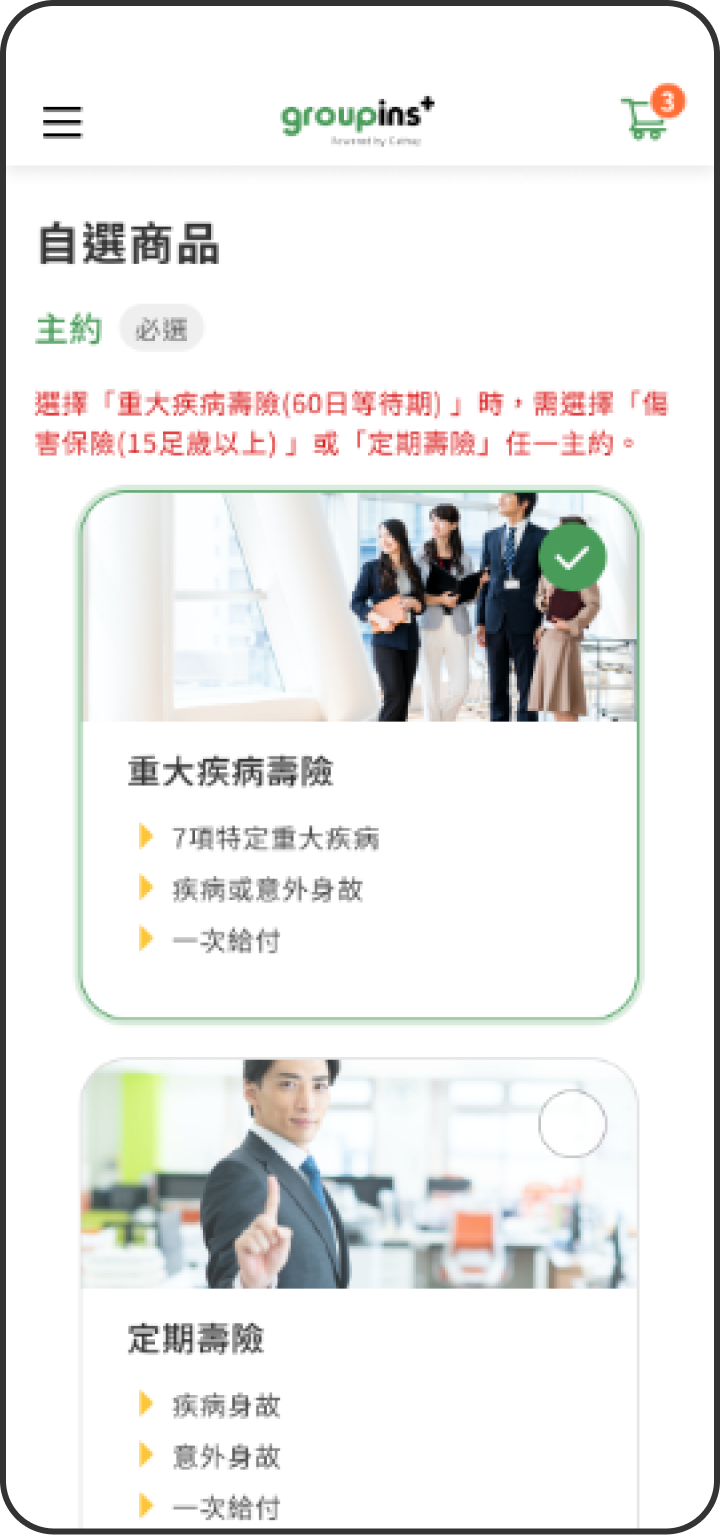 groupins+
3
Powered by Cathay
自選商品
主約 必選
選擇「重大疾病壽險(60日等待期) 」時，需選擇「傷
害保險(15足歲以上) 」或「定期壽險」任一主約。
重大疾病壽險
7項特定重大疾病
疾病或意外身故
一次給付
定期壽險
疾病身故
意外身故
一次給付